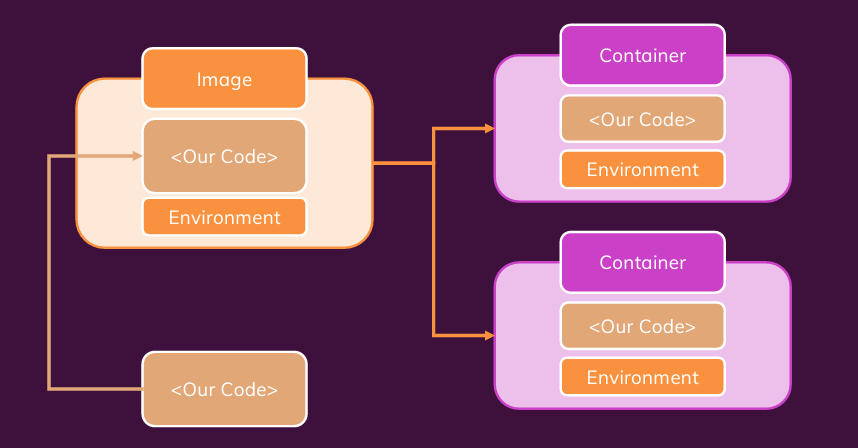 Image
<Our Code>
Environment
<Our Code>
Container
<Our Code>
Environment
Container
<Our Code>
Environment